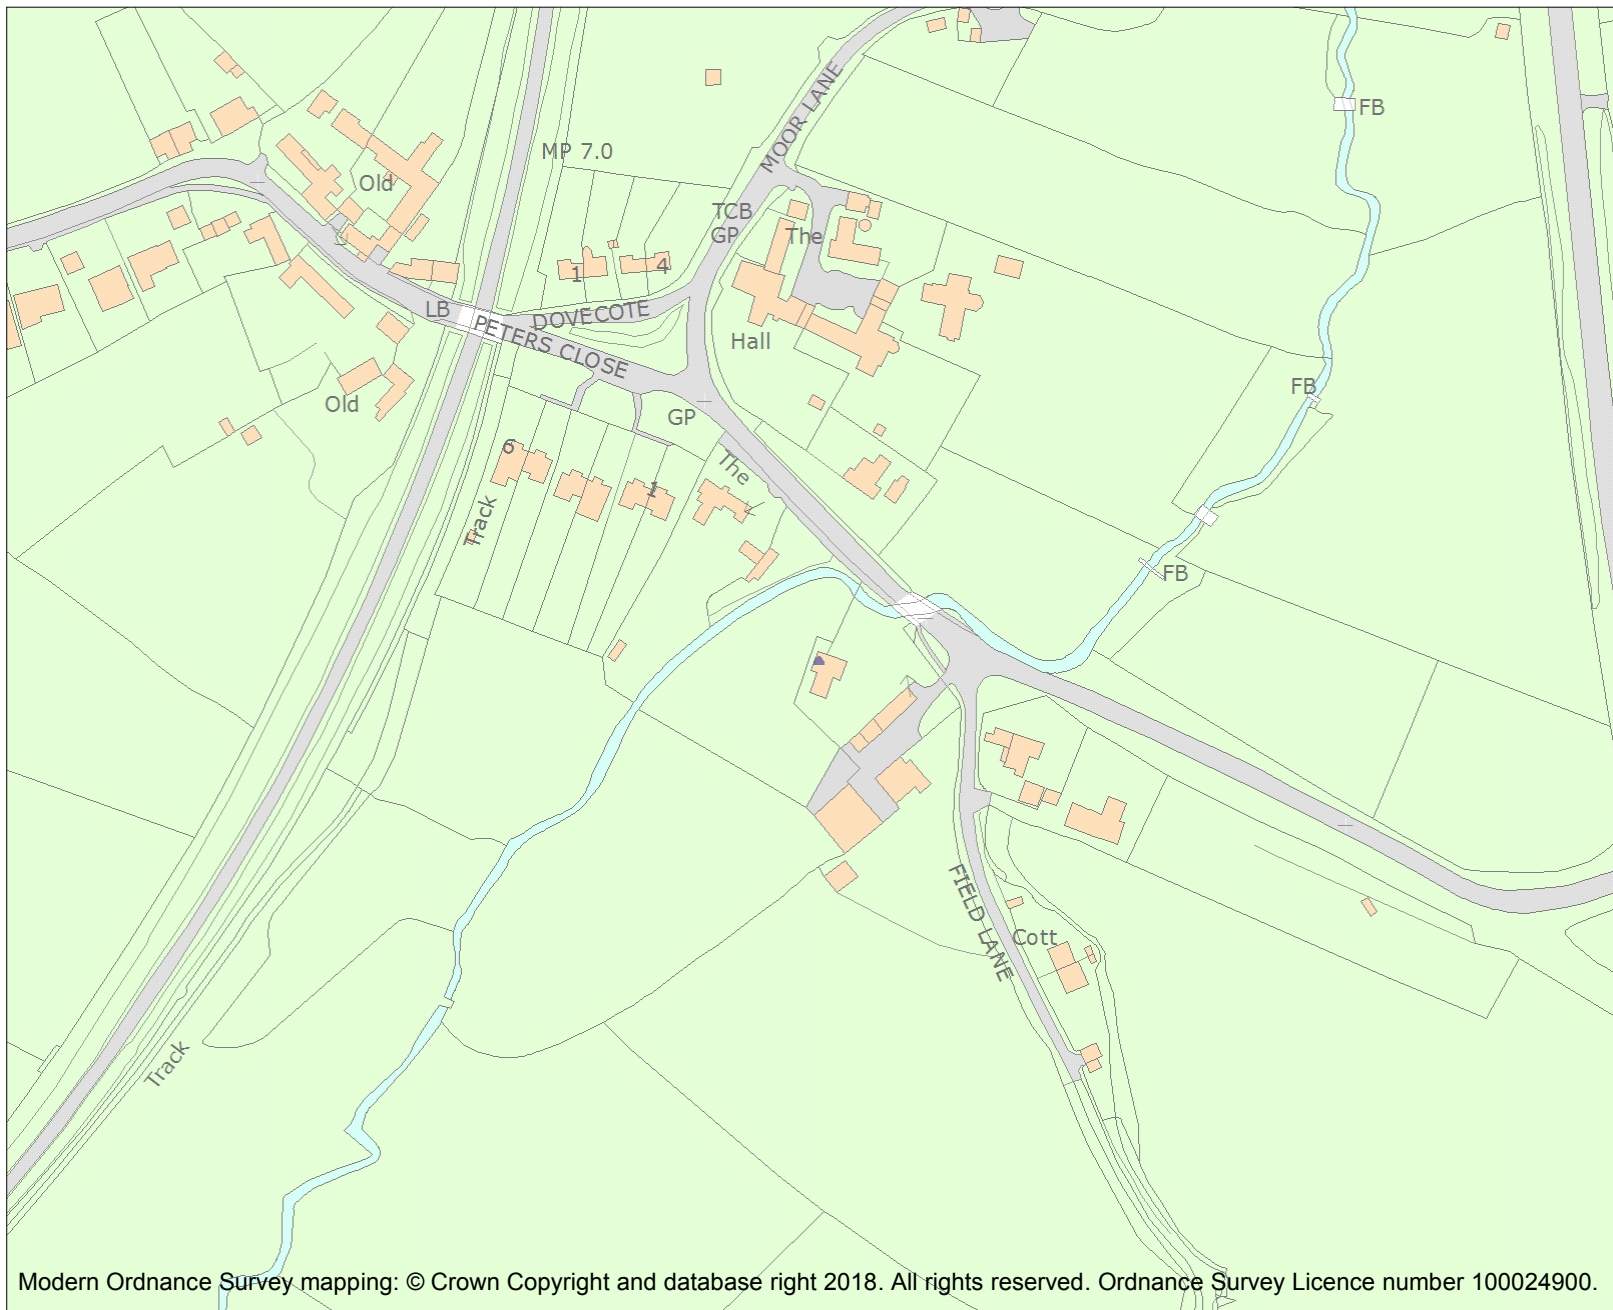 FB
MOOR LANE
MP 7.0
Old
TCB
GP
The
1
4
LB
DOVECOTE
PETERS CLOSE
Hall
FB
Old
GP
6
The
1
Track
FB
FIELD LANE
Cott
Track
Modern Ordnance Survey mapping: © Crown Copyright and database right 2018. All rights reserved. Ordnance Survey Licence number 100024900.